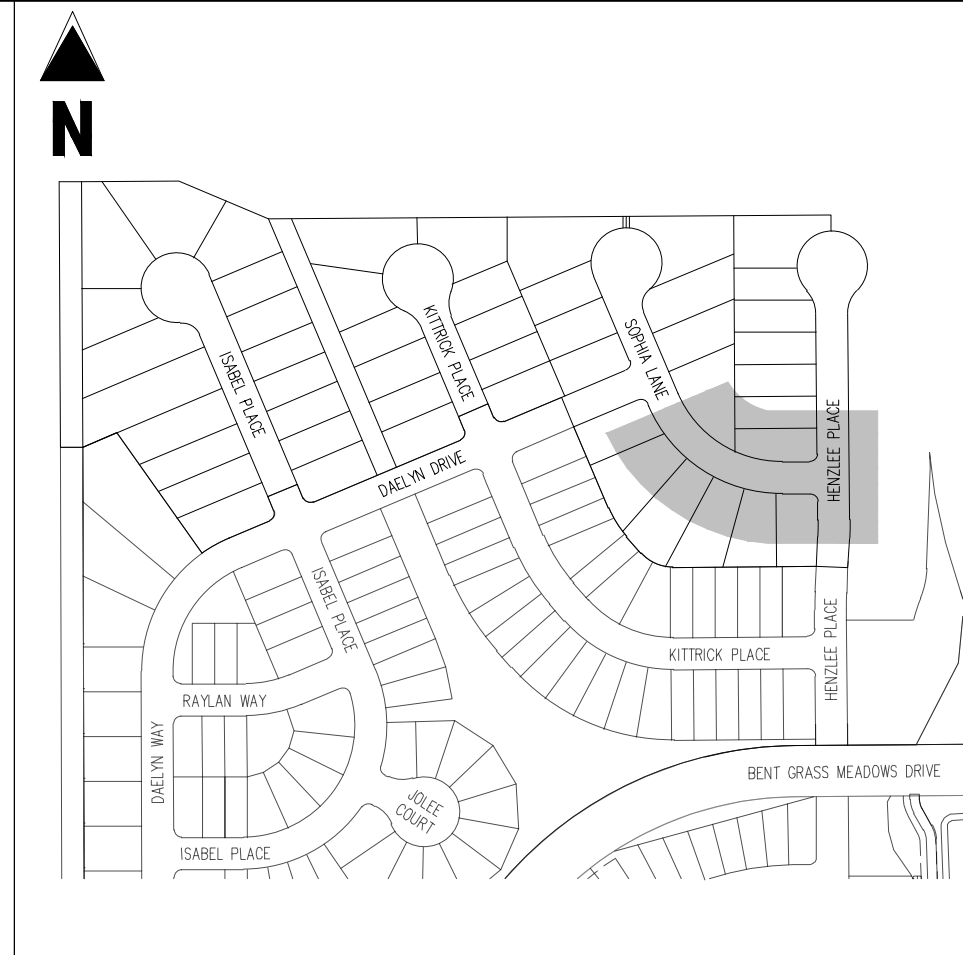 N
KITTRICK PLACE
SOPHIA LANE
ISABEL PLACE
HENZLEE PLACE
DAELYN DRIVE
ISABEL PLACE
HENZLEE PLACE
KITTRICK PLACE
RAYLAN WAY
DAELYN WAY
BENT GRASS MEADOWS DRIVE
JOLEE
COURT
ISABEL PLACE